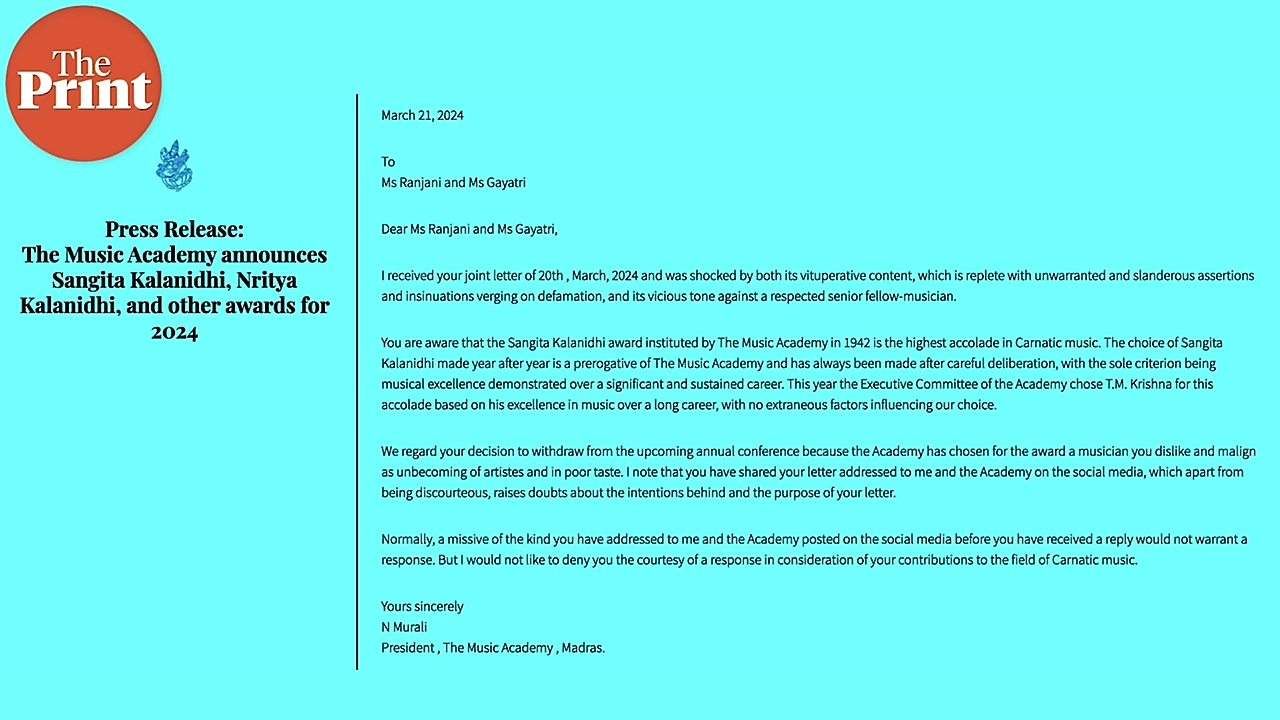 The
Print
Press Release:
The Music Academy announces
Sangita Kalanidhi, Nritya
Kalanidhi, and other awards for
2024
March 21, 2024
To
Ms Ranjani and Ms Gayatri
Dear Ms Ranjani and Ms Gayatri,
I received your joint letter of 20th , March, 2024 and was shocked by both its vituperative content, which is replete with unwarranted and slanderous assertions
and insinuations verging on defamation, and its vicious tone against a respected senior fellow-musician.
You are aware that the Sangita Kalanidhi award instituted by The Music Academy in 1942 is the highest accolade in Carnatic music. The choice of Sangita
Kalanidhi made year after year is a prerogative of The Music Academy and has always been made after careful deliberation, with the sole criterion being
musical excellence demonstrated over a significant and sustained career. This year the Executive Committee of the Academy chose T.M. Krishna for this
accolade based on his excellence in music over a long career, with no extraneous factors influencing our choice.
We regard your decision to withdraw from the upcoming annual conference because the Academy has chosen for the award a musician you dislike and malign
as unbecoming of artistes and in poor taste. I note that you have shared your letter addressed to me and the Academy on the social media, which apart from
being discourteous, raises doubts about the intentions behind and the purpose of your letter.
Normally, a missive of the kind you have addressed to me and the Academy posted on the social media before you have received a reply would not warrant a
response. But I would not like to deny you the courtesy of a response in consideration of your contributions to the field of Carnatic music.
Yours sincerely
N Murali
President , The Music Academy , Madras.